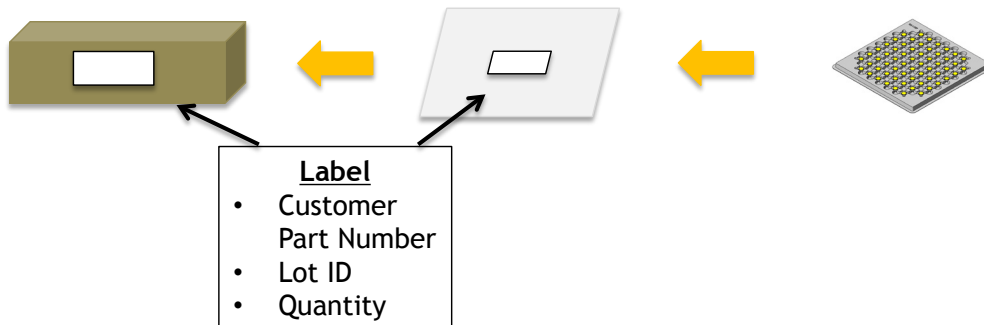 Label
• Customer
Part Number
• Lot ID
• Quantity